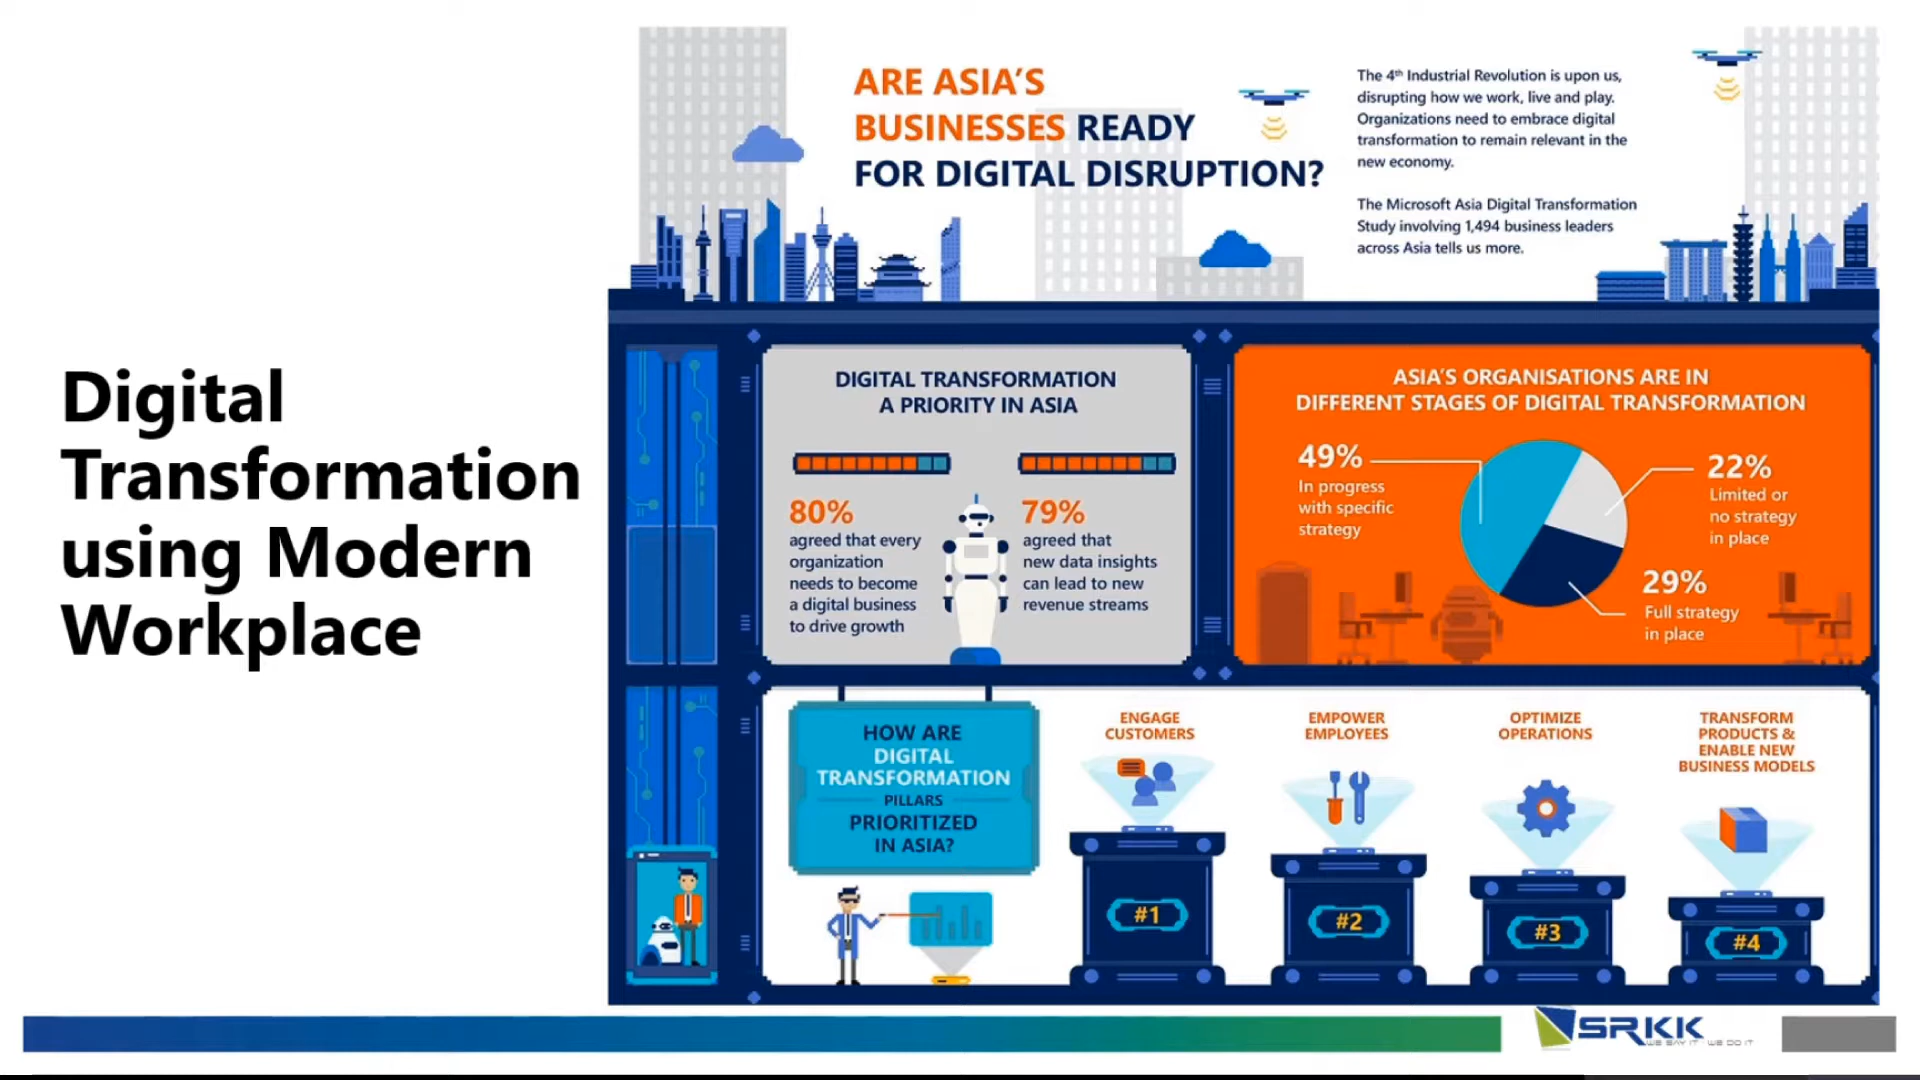 Digital
Transformation
using Modern
Workplace
ARE ASIA’S
BUSINESSES READY
FOR DIGITAL DISRUPTION?
The 4th Industrial Revolution is upon us,
disrupting how we work, live and play.
Organizations need to embrace digital
transformation to remain relevant in the
new economy.
The Microsoft Asia Digital Transformation
Study involving 1,494 business leaders
across Asia tells us more.
DIGITAL TRANSFORMATION
A PRIORITY IN ASIA
80%
agreed that every
organization
needs to become
a digital business
to drive growth
79%
agreed that
new data insights
can lead to new
revenue streams
ASIA’S ORGANISATIONS ARE IN
DIFFERENT STAGES OF DIGITAL TRANSFORMATION
49%
In progress
with specific
strategy
22%
Limited or
no strategy
in place
29%
Full strategy
in place
HOW ARE
DIGITAL
TRANSFORMATION
PILLARS
PRIORITIZED
IN ASIA?
ENGAGE
CUSTOMERS
#1
EMPOWER
EMPLOYEES
#2
OPTIMIZE
OPERATIONS
#3
TRANSFORM
PRODUCTS &
ENABLE NEW
BUSINESS MODELS
#4
SRKK
WE SAY IT · WE DO IT